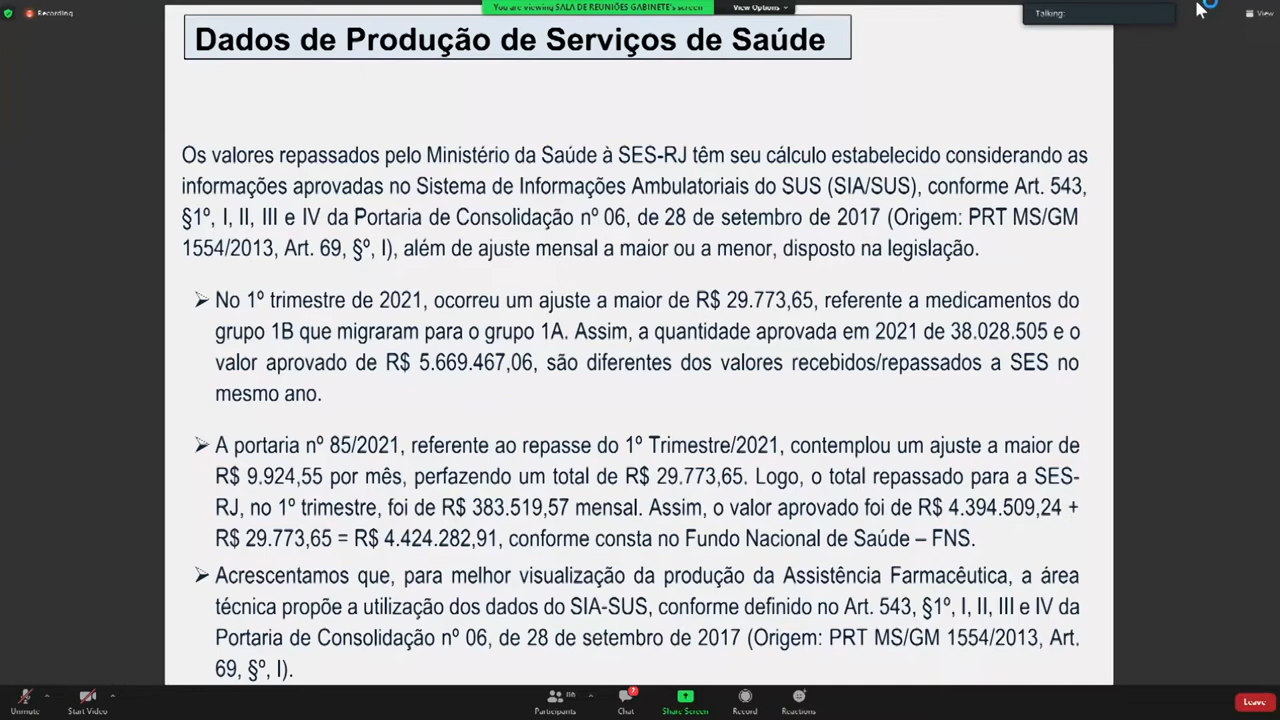 Recording
You are viewing SALA DE REUNIÕES GABINETE's screen
View Options
Talking:
View
Dados de Produção de Serviços de Saúde
Os valores repassados pelo Ministério da Saúde à SES-RJ têm seu cálculo estabelecido considerando as
informações aprovadas no Sistema de Informações Ambulatoriais do SUS (SIA/SUS), conforme Art. 543,
§1º, I, II, III e IV da Portaria de Consolidação nº 06, de 28 de setembro de 2017 (Origem: PRT MS/GM
1554/2013, Art. 69, §º, I), além de ajuste mensal a maior ou a menor, disposto na legislação.
➢ No 1º trimestre de 2021, ocorreu um ajuste a maior de R$ 29.773,65, referente a medicamentos do
grupo 1B que migraram para o grupo 1A. Assim, a quantidade aprovada em 2021 de 38.028.505 e o
valor aprovado de R$ 5.669.467,06, são diferentes dos valores recebidos/repassados a SES no
mesmo ano.
➢ A portaria nº 85/2021, referente ao repasse do 1º Trimestre/2021, contemplou um ajuste a maior de
R$ 9.924,55 por mês, perfazendo um total de R$ 29.773,65. Logo, o total repassado para a SES-
RJ, no 1º trimestre, foi de R$ 383.519,57 mensal. Assim, o valor aprovado foi de R$ 4.394.509,24 +
R$ 29.773,65 = R$ 4.424.282,91, conforme consta no Fundo Nacional de Saúde – FNS.
➢ Acrescentamos que, para melhor visualização da produção da Assistência Farmacêutica, a área
técnica propõe a utilização dos dados do SIA-SUS, conforme definido no Art. 543, §1º, I, II, III e IV da
Portaria de Consolidação nº 06, de 28 de setembro de 2017 (Origem: PRT MS/GM 1554/2013, Art.
69, §º, I).
Unmute
Start Video
Participants
Chat
7
Share Screen
Record
Reactions
Leave